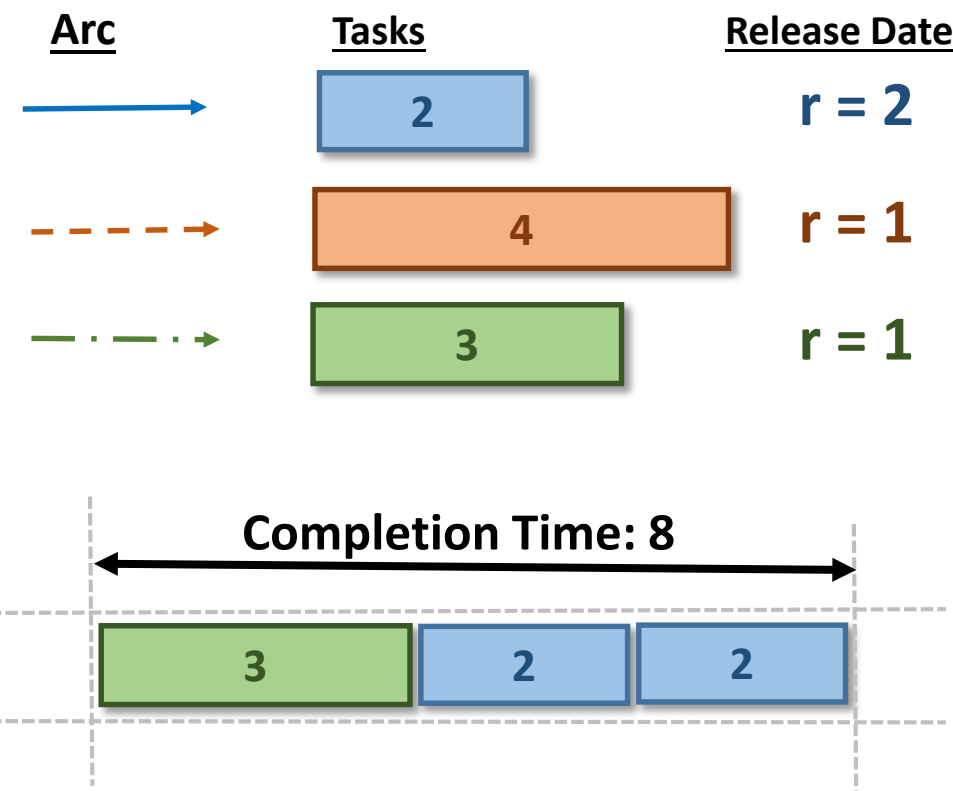 Arc Tasks Release Date
2 r = 2
4 r = 1
3 r = 1
Completion Time: 8
3 2 2